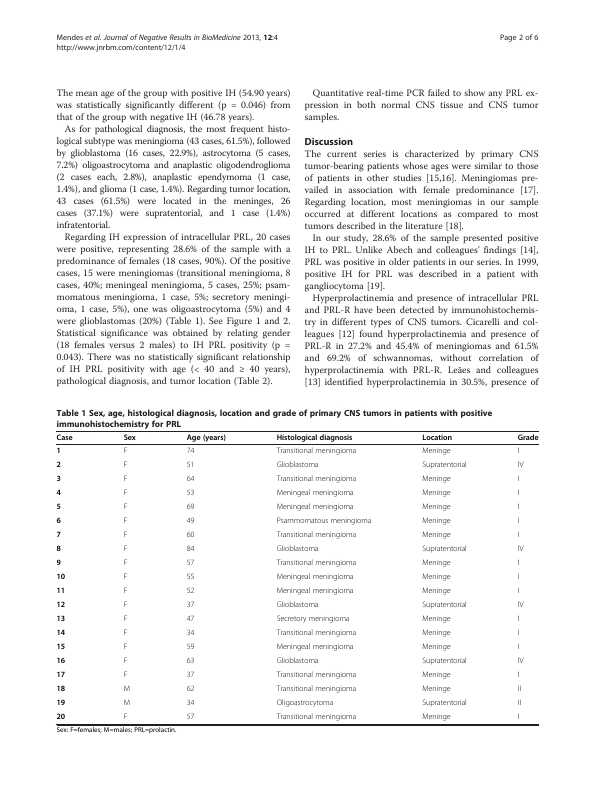 Mendes et al. Journal of Negative Results in BioMedicine 2013, 12:4
http://www.jnrbm.com/content/12/1/4
Page 2 of 6
The mean age of the group with positive IH (54.90 years)
was statistically significantly different (p = 0.046) from
that of the group with negative IH (46.78 years).
As for pathological diagnosis, the most frequent histo-
logical subtype was meningioma (43 cases, 61.5%), followed
by glioblastoma (16 cases, 22.9%), astrocytoma (5 cases,
7.2%) oligoastrocytoma and anaplastic oligodendroglioma
(2 cases each, 2.8%), anaplastic ependymoma (1 case,
1.4%), and glioma (1 case, 1.4%). Regarding tumor location,
43 cases (61.5%) were located in the meninges, 26
cases (37.1%) were supratentorial, and 1 case (1.4%)
infratentorial.
Regarding IH expression of intracellular PRL, 20 cases
were positive, representing 28.6% of the sample with a
predominance of females (18 cases, 90%). Of the positive
cases, 15 were meningiomas (transitional meningioma, 8
cases, 40%; meningeal meningioma, 5 cases, 25%; psam-
momatous meningioma, 1 case, 5%; secretory meningi-
oma, 1 case, 5%), one was oligoastrocytoma (5%) and 4
were glioblastomas (20%) (Table 1). See Figure 1 and 2.
Statistical significance was obtained by relating gender
(18 females versus 2 males) to IH PRL positivity (p =
0.043). There was no statistically significant relationship
of IH PRL positivity with age (< 40 and ≥ 40 years),
pathological diagnosis, and tumor location (Table 2).
Quantitative real-time PCR failed to show any PRL ex-
pression in both normal CNS tissue and CNS tumor
samples.
Discussion
The current series is characterized by primary CNS
tumor-bearing patients whose ages were similar to those
of patients in other studies [15,16]. Meningiomas pre-
vailed in association with female predominance [17].
Regarding location, most meningiomas in our sample
occurred at different locations as compared to most
tumors described in the literature [18].
In our study, 28.6% of the sample presented positive
IH to PRL. Unlike Abech and colleagues' findings [14],
PRL was positive in older patients in our series. In 1999,
positive IH for PRL was described in a patient with
gangliocytoma [19].
Hyperprolactinemia and presence of intracellular PRL
and PRL-R have been detected by immunohistochemis-
try in different types of CNS tumors. Cicarelli and col-
leagues [12] found hyperprolactinemia and presence of
PRL-R in 27.2% and 45.4% of meningiomas and 61.5%
and 69.2% of schwannomas, without correlation of
hyperprolactinemia with PRL-R. Leães and colleagues
[13] identified hyperprolactinemia in 30.5%, presence of
Table 1 Sex, age, histological diagnosis, location and grade of primary CNS tumors in patients with positive
immunohistochemistry for PRL
Case Sex Age (years) Histological diagnosis Location Grade
1 F 74 Transitional meningioma Meninge I
2 F 51 Glioblastoma Supratentorial IV
3 F 64 Transitional meningioma Meninge I
4 F 53 Meningeal meningioma Meninge I
5 F 69 Meningeal meningioma Meninge I
6 F 49 Psammomatous meningioma Meninge I
7 F 60 Transitional meningioma Meninge I
8 F 84 Glioblastoma Supratentorial IV
9 F 57 Transitional meningioma Meninge I
10 F 55 Meningeal meningioma Meninge I
11 F 52 Meningeal meningioma Meninge I
12 F 37 Glioblastoma Supratentorial IV
13 F 47 Secretory meningioma Meninge I
14 F 34 Transitional meningioma Meninge I
15 F 59 Meningeal meningioma Meninge I
16 F 63 Glioblastoma Supratentorial IV
17 F 37 Transitional meningioma Meninge I
18 M 62 Transitional meningioma Meninge II
19 M 34 Oligoastrocytoma Supratentorial II
20 F 57 Transitional meningioma Meninge I
Sex: F=females; M=males; PRL=prolactin.